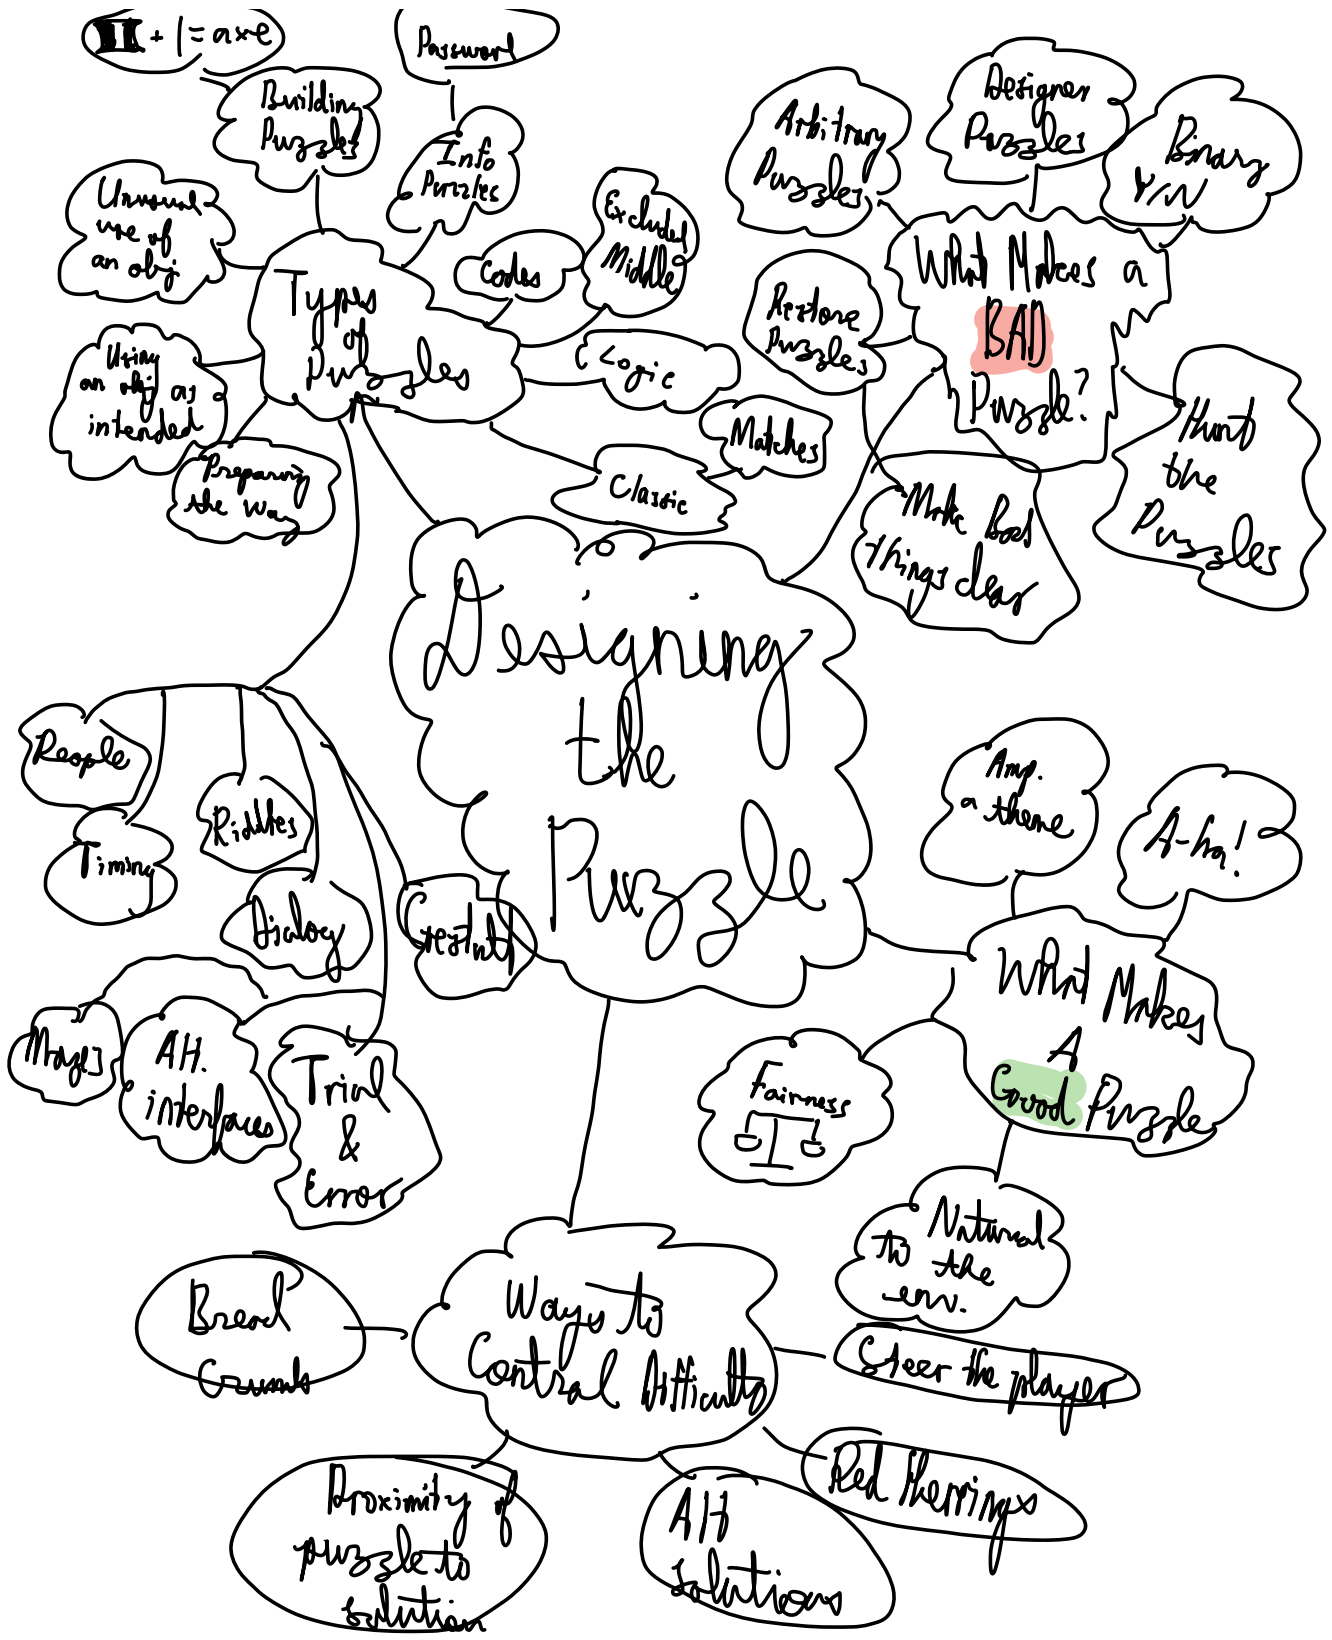 + | = axe
Password
Building
Puzzles
Info
Puzzles
Unusual
use of
an obj.
Using
an obj as
intended
Preparing
the Way
Types
of
Puzzles
Codes
Excluded
Middle
Logic
Matches
Classic
Arbitrary
Puzzles
Designer
Puzzles
Binary
Y/N
Restore
Puzzles
What Makes a
BAD
Puzzle?
Hunt
the
Puzzles
Make Bad
things clear
Designing
the
Puzzle
People
Timing
Riddles
Dialog
Gestalt
Mazes
Alt.
interfaces
Trial
&
Error
Amp.
a theme
A-ha!
What Makes
A
Good Puzzle
Fairness
Natural
to the
env.
Ways to
Control Difficulty
Bread
Crumbs
Steer the player
Red Herrings
Proximity of
puzzle to
solution
Alt
solutions